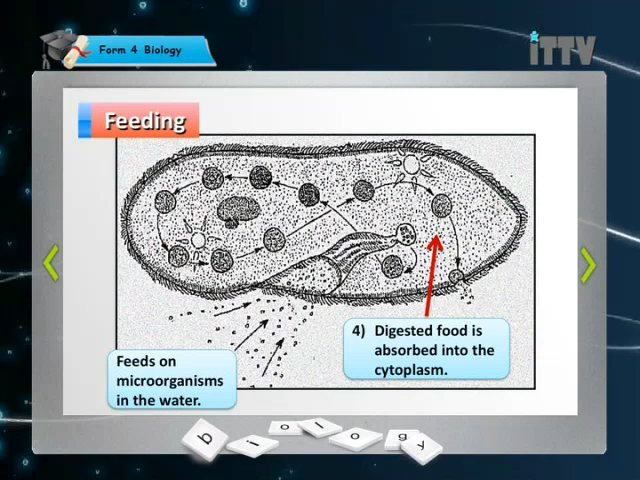 Form 4 Biology
iTTV
Feeding
4) Digested food is
absorbed into the
cytoplasm.
Feeds on
microorganisms
in the water.
b i o l o g y